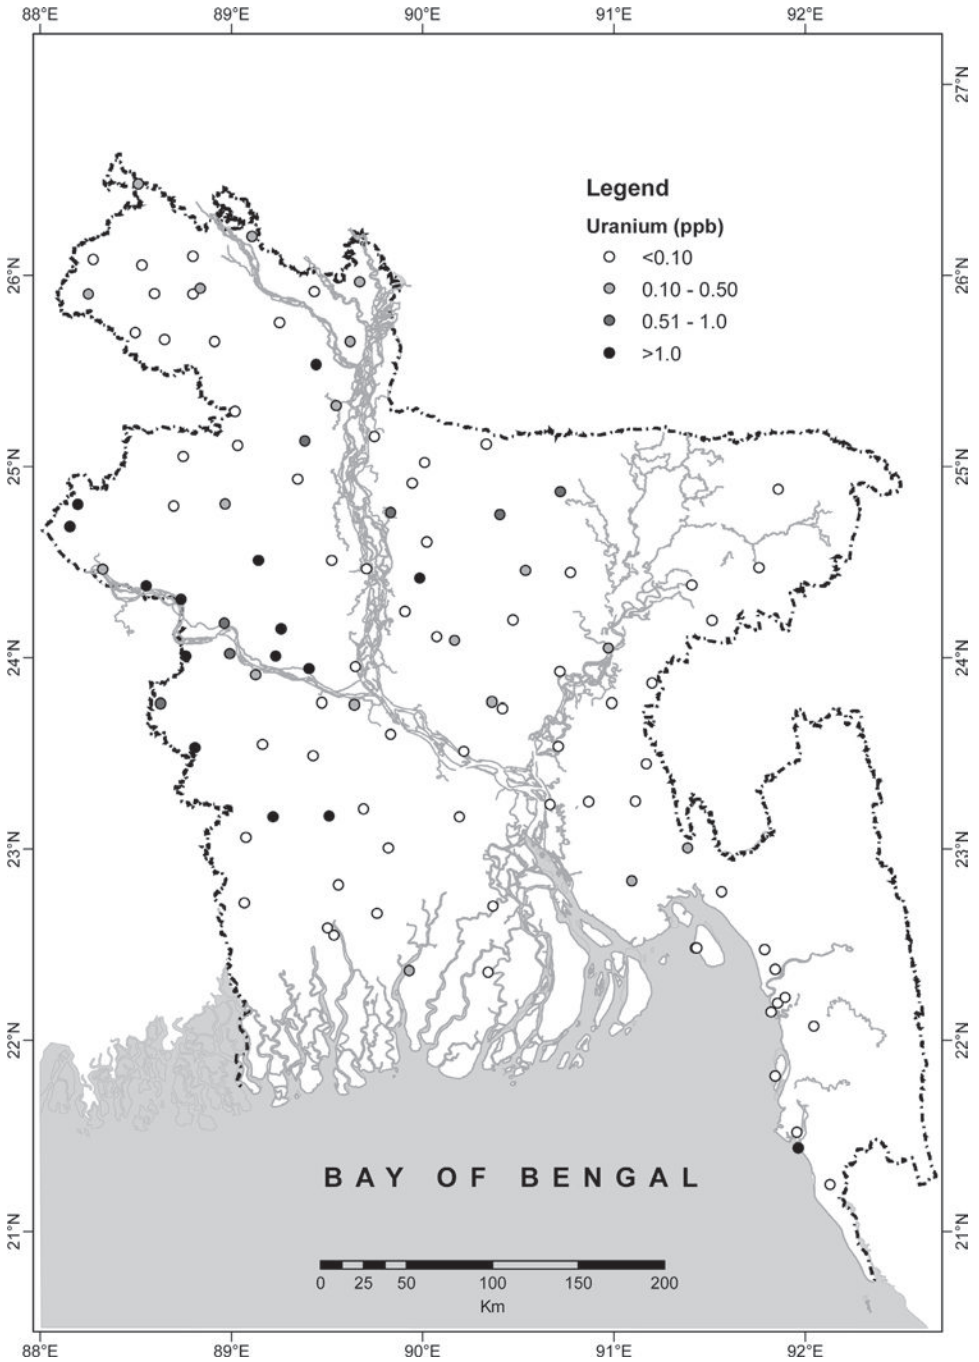 88°E 89°E 90°E 91°E 92°E
27°N
Legend
Uranium (ppb)
<0.10
0.10 - 0.50
0.51 - 1.0
>1.0
26°N 26°N
25°N 25°N
24°N 24°N
23°N 23°N
22°N 22°N
BAY OF BENGAL
21°N 21°N
0 25 50 100 150 200
Km
88°E 89°E 90°E 91°E 92°E